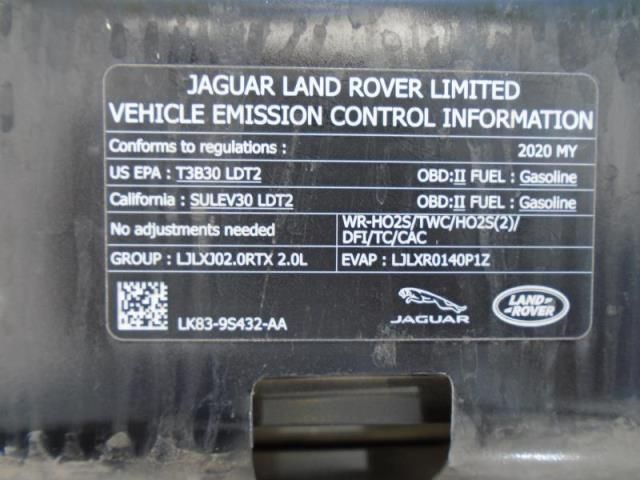 JAGUAR LAND ROVER LIMITED
VEHICLE EMISSION CONTROL INFORMATION
Conforms to regulations : 2020 MY
US EPA : T3B30 LDT2 OBD:II FUEL : Gasoline
California : SULEV30 LDT2 OBD:II FUEL : Gasoline
No adjustments needed WR-HO2S/TWC/HO2S(2)/
DFI/TC/CAC
GROUP : LJLXJ02.0RTX 2.0L EVAP : LJLXR0140P1Z
LK83-9S432-AA
JAGUAR
LAND-
-ROVER